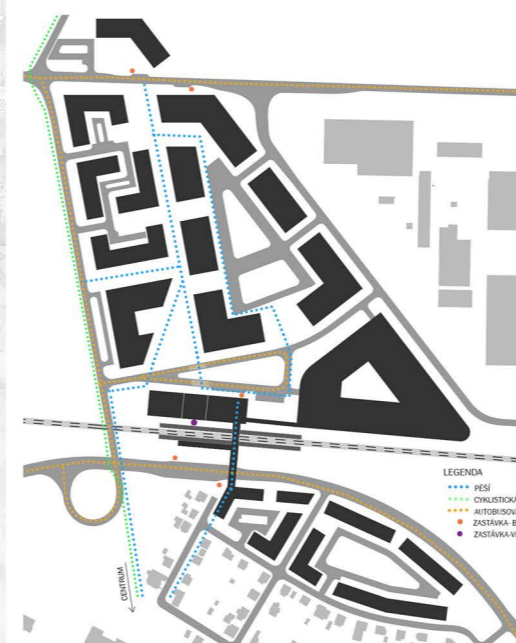 LEGENDA
PĚŠÍ
CYKLISTICKÁ
AUTOBUSOVÁ
ZASTÁVKA- B
ZASTÁVKA-V
CENTRUM